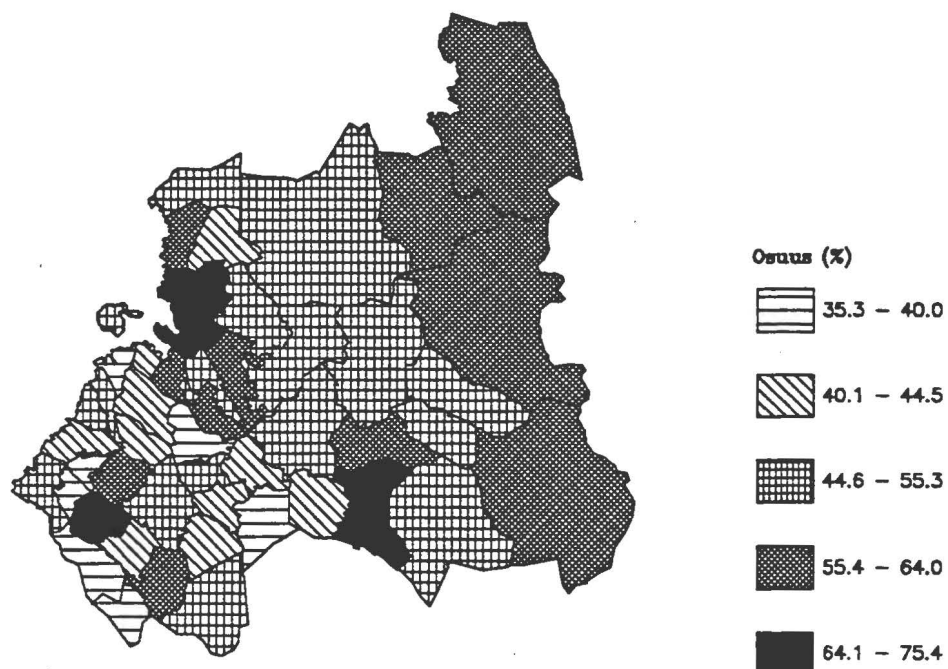 Osuus (%)
35.3 – 40.0
40.1 – 44.5
44.6 – 55.3
55.4 – 64.0
64.1 – 75.4